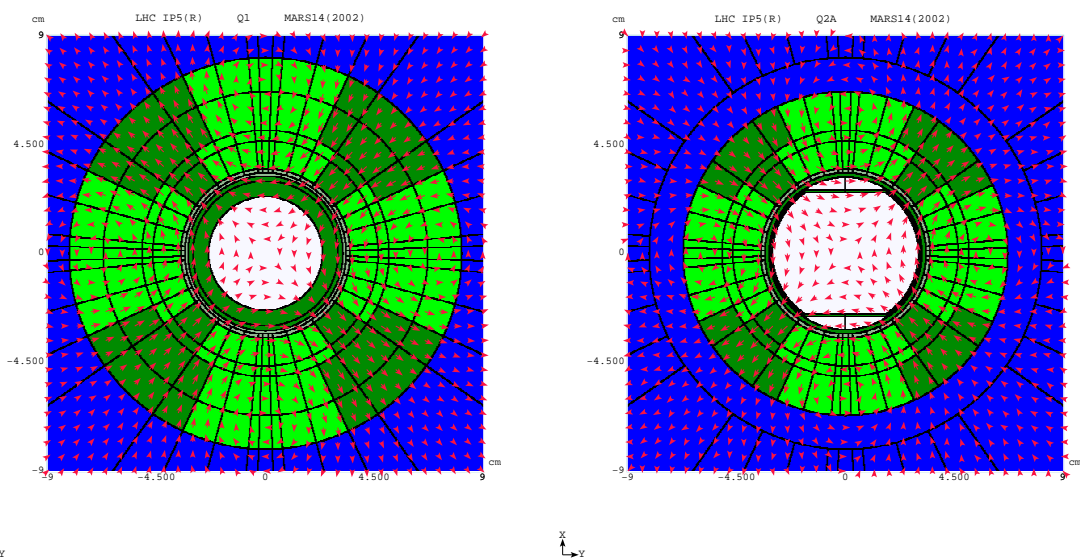 cm LHC IP5(R) Q1 MARS14(2002)
9
4.500
0
-4.500
-9
-9 -4.500 0 4.500 9
cm
Y
cm LHC IP5(R) Q2A MARS14(2002)
9
4.500
0
-4.500
-9
-9 -4.500 0 4.500 9
cm
X
Y